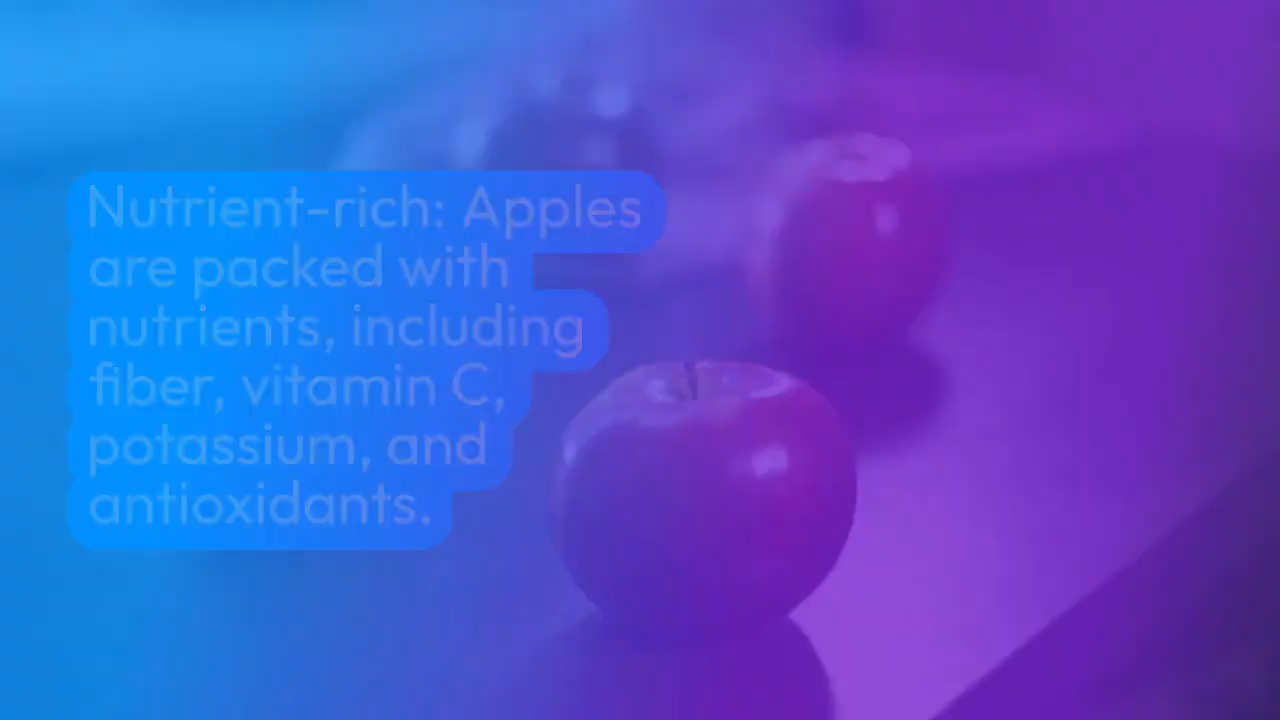 Nutrient-rich: Apples
are packed with
nutrients, including
fiber, vitamin C,
potassium, and
antioxidants.